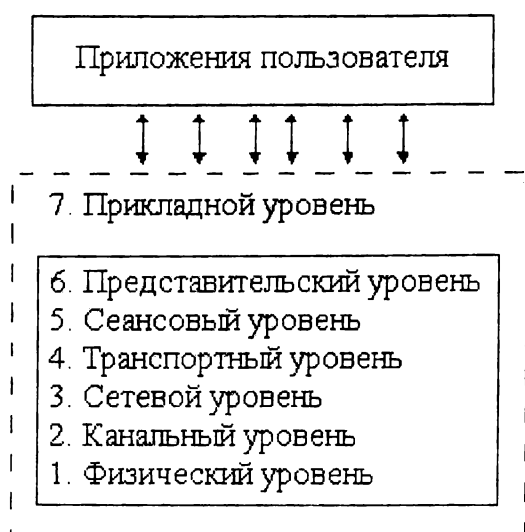 Приложения пользователя
7. Прикладной уровень
6. Представительский уровень
5. Сеансовый уровень
4. Транспортный уровень
3. Сетевой уровень
2. Канальный уровень
1. Физический уровень